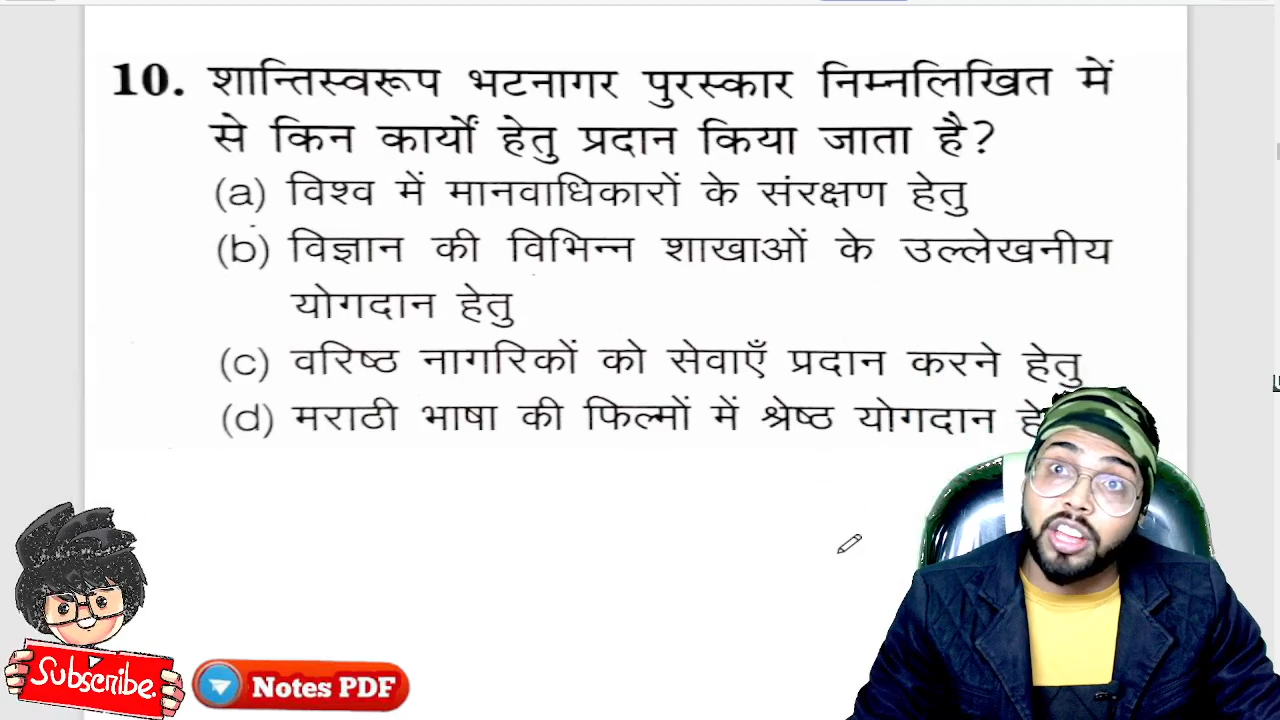 10. शान्तिस्वरूप भटनागर पुरस्कार निम्नलिखित में
से किन कार्यों हेतु प्रदान किया जाता है?
(a) विश्व में मानवाधिकारों के संरक्षण हेतु
(b) विज्ञान की विभिन्न शाखाओं के उल्लेखनीय
योगदान हेतु
(c) वरिष्ठ नागरिकों को सेवाएँ प्रदान करने हेतु
(d) मराठी भाषा की फिल्मों में श्रेष्ठ योगदान
Subscribe.
Notes PDF